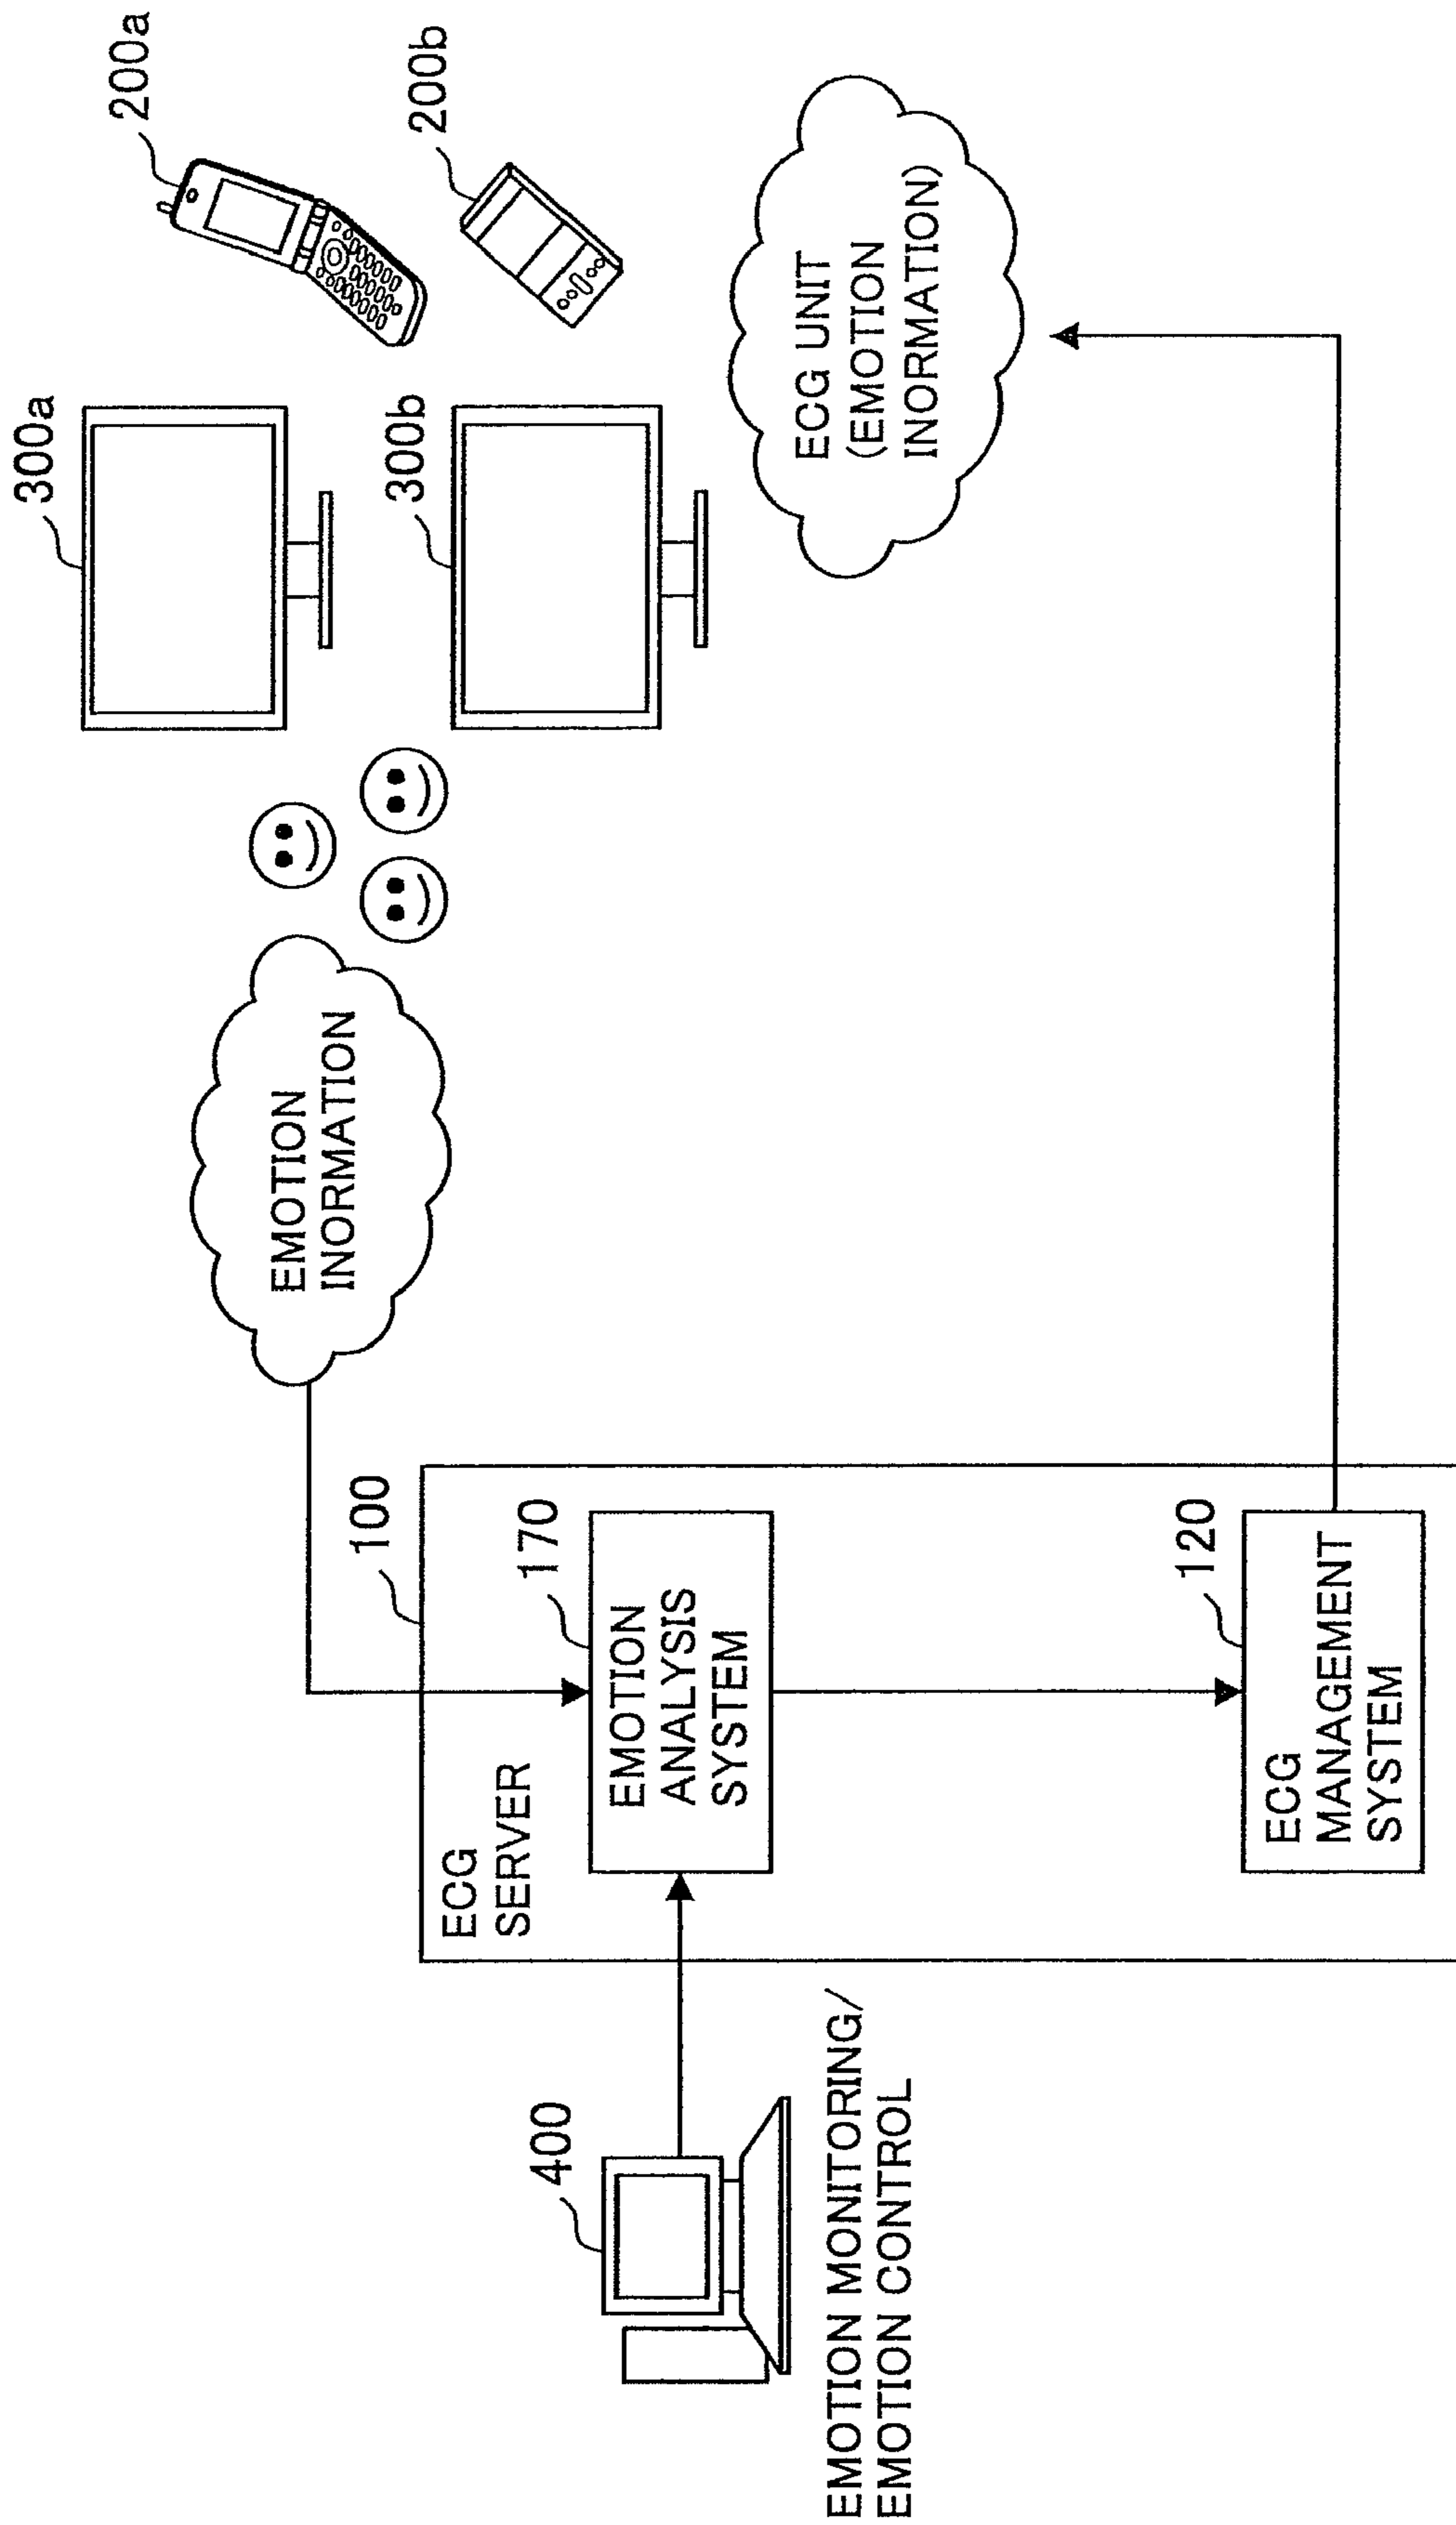 300a
200a
300b
200b
EMOTION
INORMATION
ECG UNIT
(EMOTION
INORMATION)
100
ECG
SERVER
170
EMOTION
ANALYSIS
SYSTEM
400
EMOTION MONITORING/
EMOTION CONTROL
120
ECG
MANAGEMENT
SYSTEM